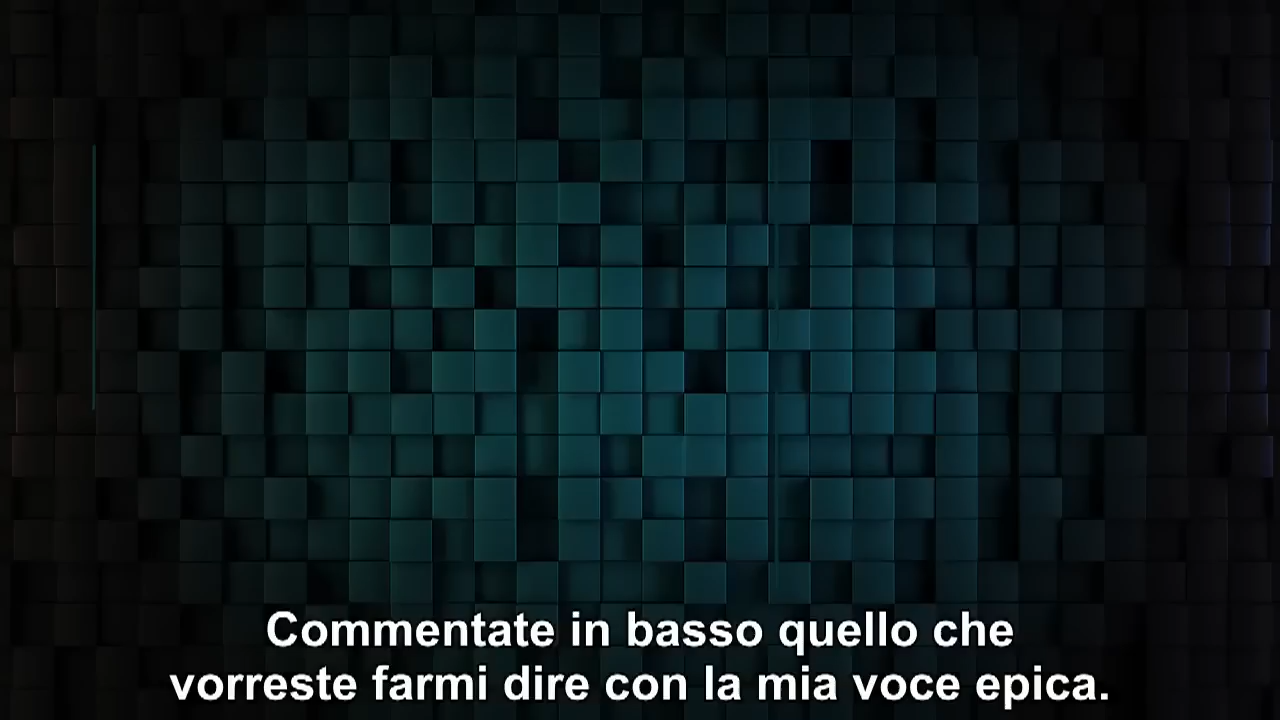 Commentate in basso quello che
vorreste farmi dire con la mia voce epica.